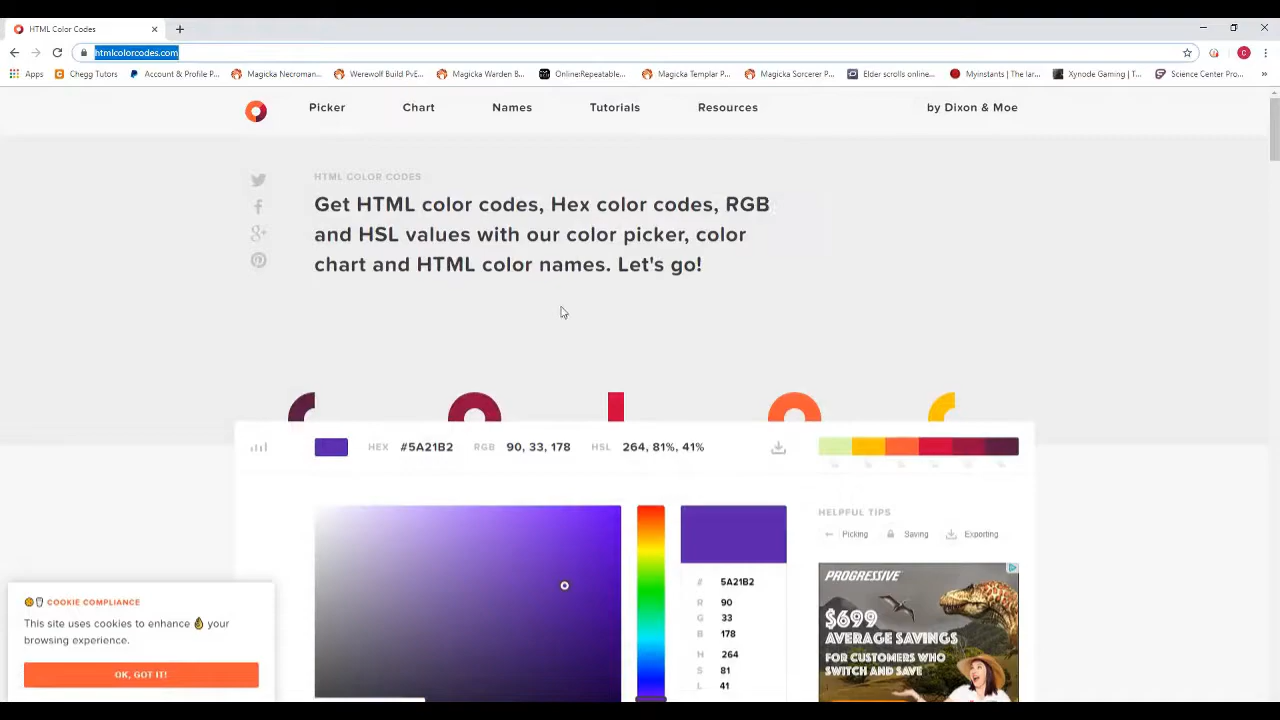 HTML Color Codes
htmlcolorcodes.com
Apps
Chegg Tutors
Account & Profile P...
Magicka Necroman...
Werewolf Build PvE...
Magicka Warden B...
Online:Repeatable...
Magicka Templar P...
Magicka Sorcerer P...
Elder scrolls online...
Myinstants | The lar...
Xynode Gaming | T...
Science Center Pro...
Picker Chart Names Tutorials Resources by Dixon & Moe
HTML COLOR CODES
Get HTML color codes, Hex color codes, RGB
and HSL values with our color picker, color
chart and HTML color names. Let's go!
HEX #5A21B2 RGB 90, 33, 178 HSL 264, 81%, 41%
HELPFUL TIPS
Picking Saving Exporting
# 5A21B2
R 90
G 33
B 178
H 264
S 81
L 41
PROGRESSIVE
$699
AVERAGE SAVINGS
FOR CUSTOMERS WHO
SWITCH AND SAVE
COOKIE COMPLIANCE
This site uses cookies to enhance your
browsing experience.
OK, GOT IT!